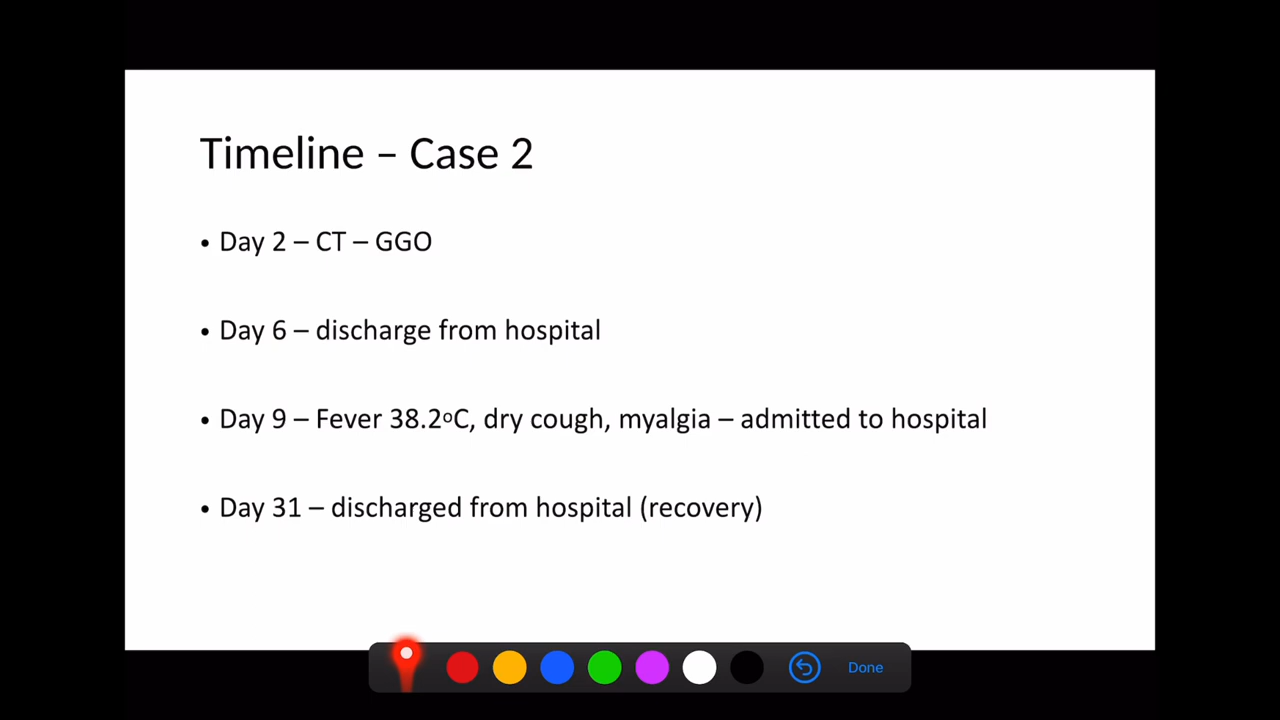 Timeline – Case 2
• Day 2 – CT – GGO
• Day 6 – discharge from hospital
• Day 9 – Fever 38.2ºC, dry cough, myalgia – admitted to hospital
• Day 31 – discharged from hospital (recovery)
Done